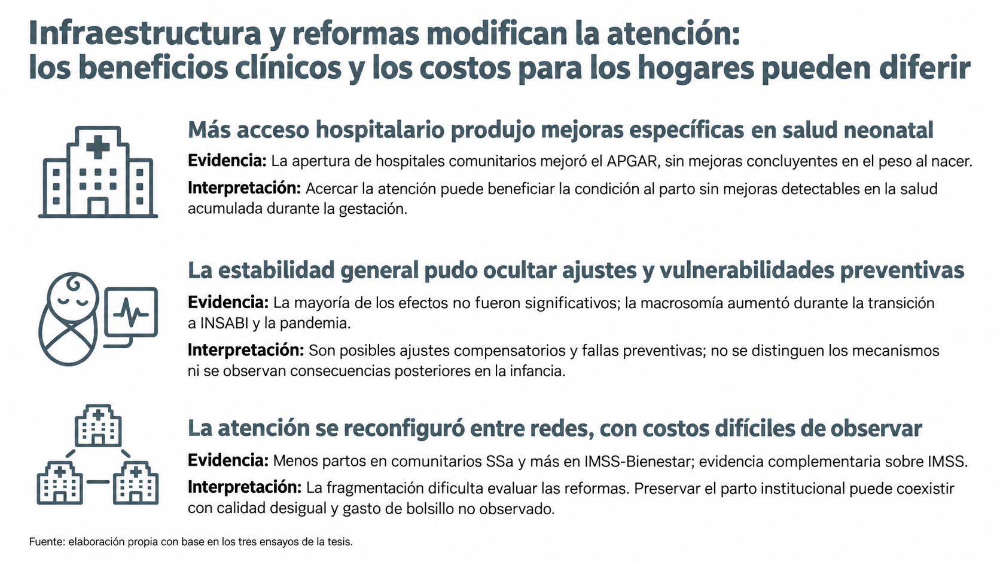 Infraestructura y reformas modifican la atención:
los beneficios clínicos y los costos para los hogares pueden diferir
Más acceso hospitalario produjo mejoras específicas en salud neonatal
Evidencia: La apertura de hospitales comunitarios mejoró el APGAR, sin mejoras concluyentes en el peso al nacer.
Interpretación: Acercar la atención puede beneficiar la condición al parto sin mejoras detectables en la salud
acumulada durante la gestación.
La estabilidad general pudo ocultar ajustes y vulnerabilidades preventivas
Evidencia: La mayoría de los efectos no fueron significativos; la macrosomía aumentó durante la transición
a INSABI y la pandemia.
Interpretación: Son posibles ajustes compensatorios y fallas preventivas; no se distinguen los mecanismos
ni se observan consecuencias posteriores en la infancia.
La atención se reconfiguró entre redes, con costos difíciles de observar
Evidencia: Menos partos en comunitarios SSa y más en IMSS-Bienestar; evidencia complementaria sobre IMSS.
Interpretación: La fragmentación dificulta evaluar las reformas. Preservar el parto institucional puede coexistir
con calidad desigual y gasto de bolsillo no observado.
Fuente: elaboración propia con base en los tres ensayos de la tesis.